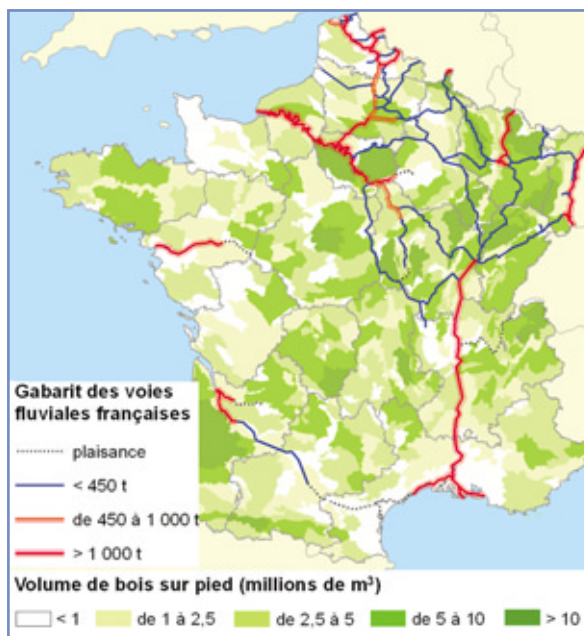 Gabarit des voies
fluviales françaises
plaisance
< 450 t
de 450 à 1 000 t
> 1 000 t
Volume de bois sur pied (millions de m³)
< 1
de 1 à 2,5
de 2,5 à 5
de 5 à 10
> 10